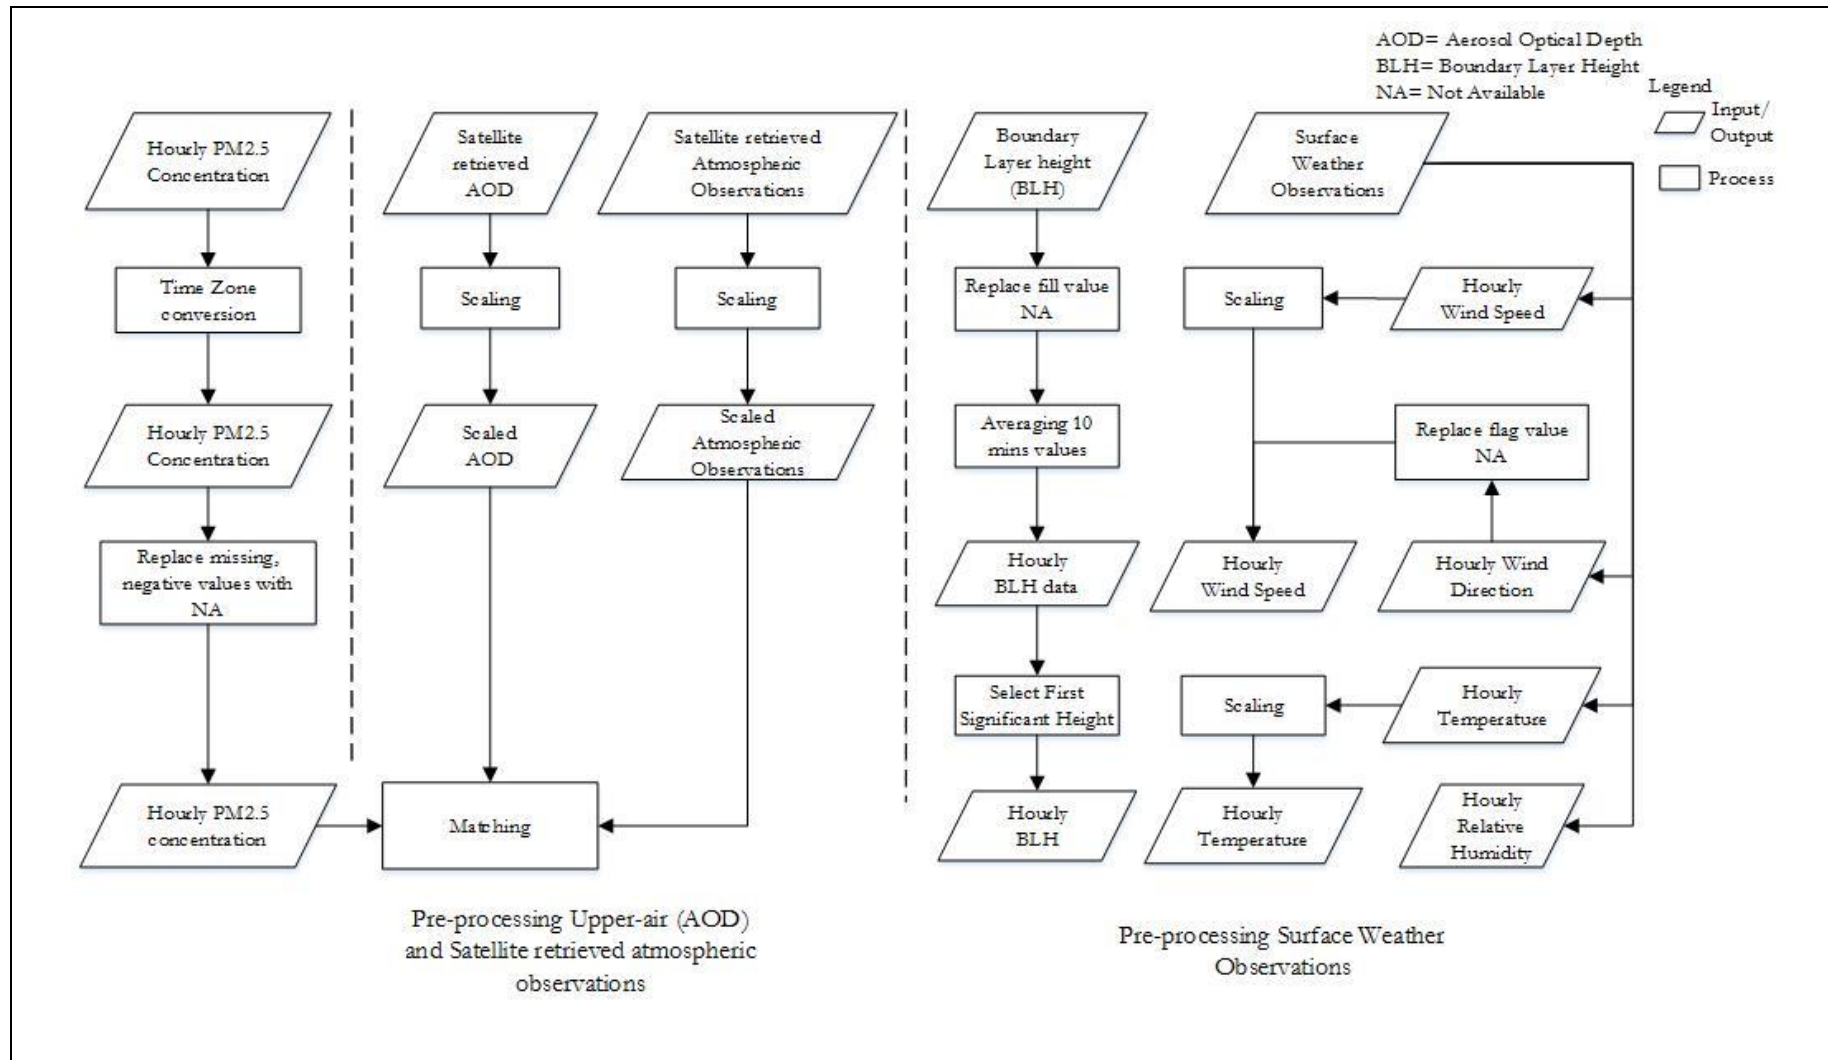 AOD= Aerosol Optical Depth
BLH= Boundary Layer Height
NA= Not Available
Legend
Input/
Output
Process
Hourly PM2.5
Concentration
Time Zone
conversion
Hourly PM2.5
Concentration
Replace missing,
negative values with
NA
Hourly PM2.5
concentration
Satellite
retrieved
AOD
Scaling
Scaled
AOD
Matching
Satellite retrieved
Atmospheric
Observations
Scaling
Scaled
Atmospheric
Observations
Pre-processing Upper-air (AOD)
and Satellite retrieved atmospheric
observations
Boundary
Layer height
(BLH)
Replace fill value
NA
Averaging 10
mins values
Hourly
BLH data
Select First
Significant Height
Hourly
BLH
Surface
Weather
Observations
Scaling
Hourly
Wind Speed
Replace flag value
NA
Hourly
Wind Speed
Hourly Wind
Direction
Scaling
Hourly
Temperature
Hourly
Temperature
Hourly
Relative
Humidity
Pre-processing Surface Weather
Observations